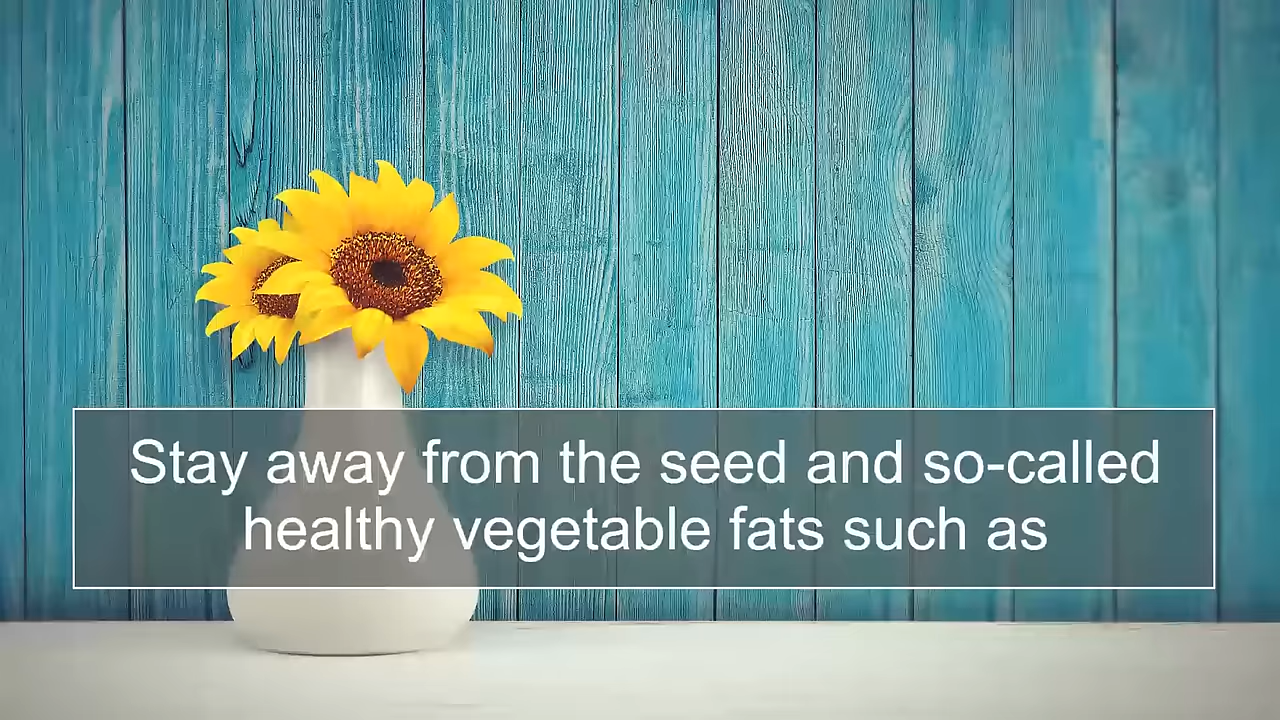 Stay away from the seed and so-called
healthy vegetable fats such as